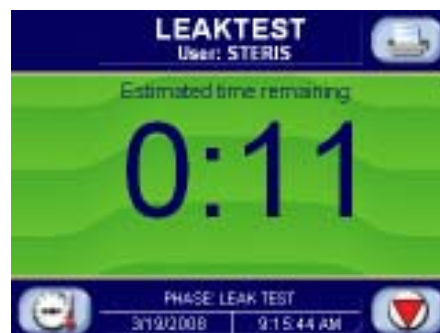 LEAKTEST
User: STERIS
Estimated time remaining
0:11
PHASE: LEAK TEST
3/19/2008 9:15:44 AM